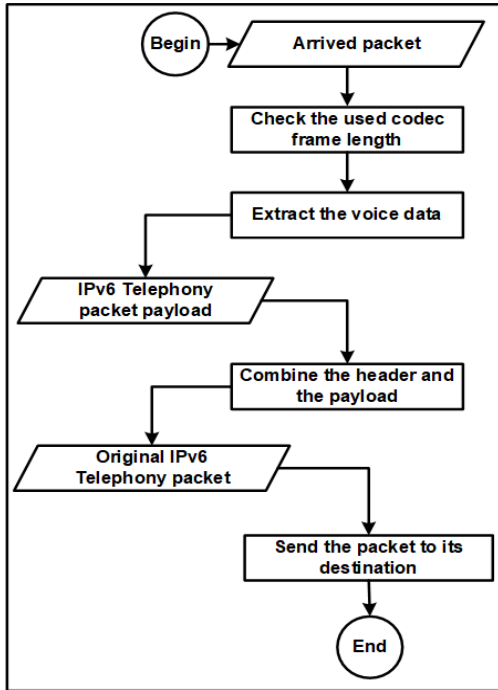 Begin
Arrived packet
Check the used codec
frame length
Extract the voice data
IPv6 Telephony
packet payload
Combine the header and
the payload
Original IPv6
Telephony packet
Send the packet to its
destination
End